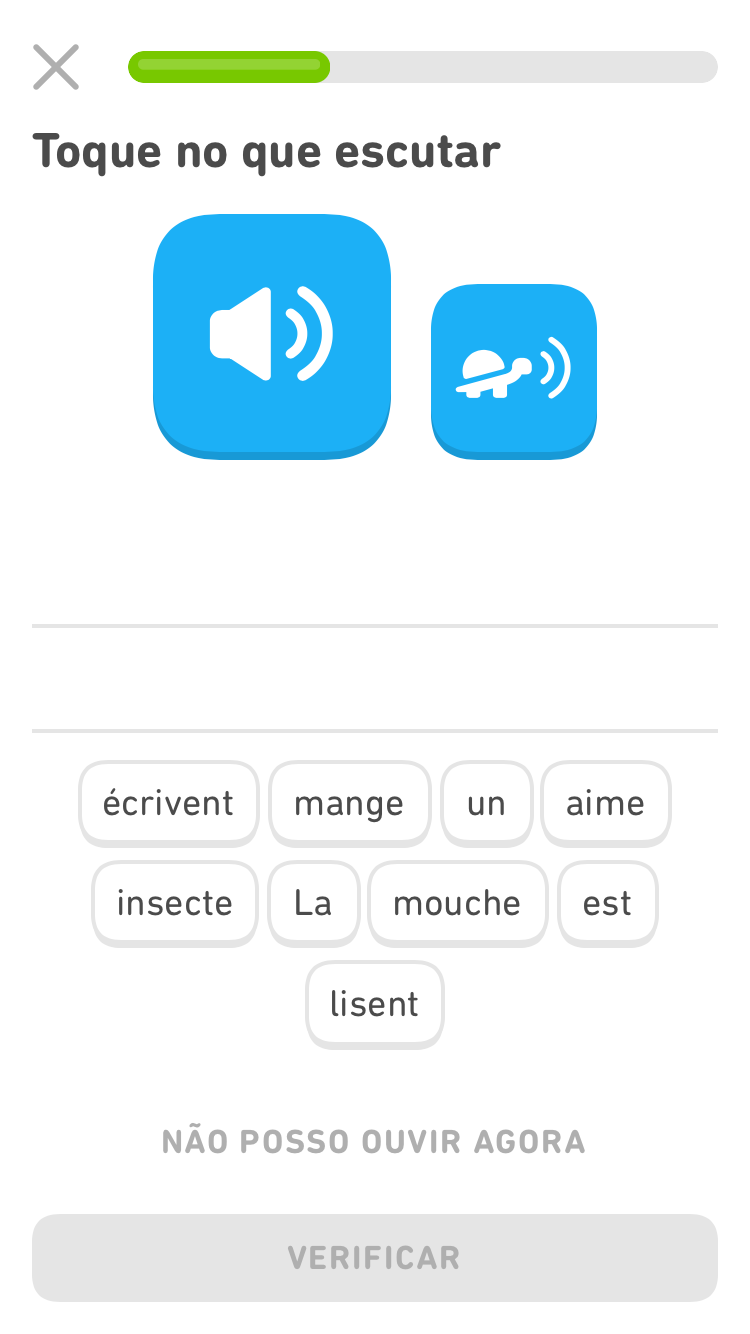 Toque no que escutar
écrivent mange un aime
insecte La mouche est
lisent
NÃO POSSO OUVIR AGORA
VERIFICAR